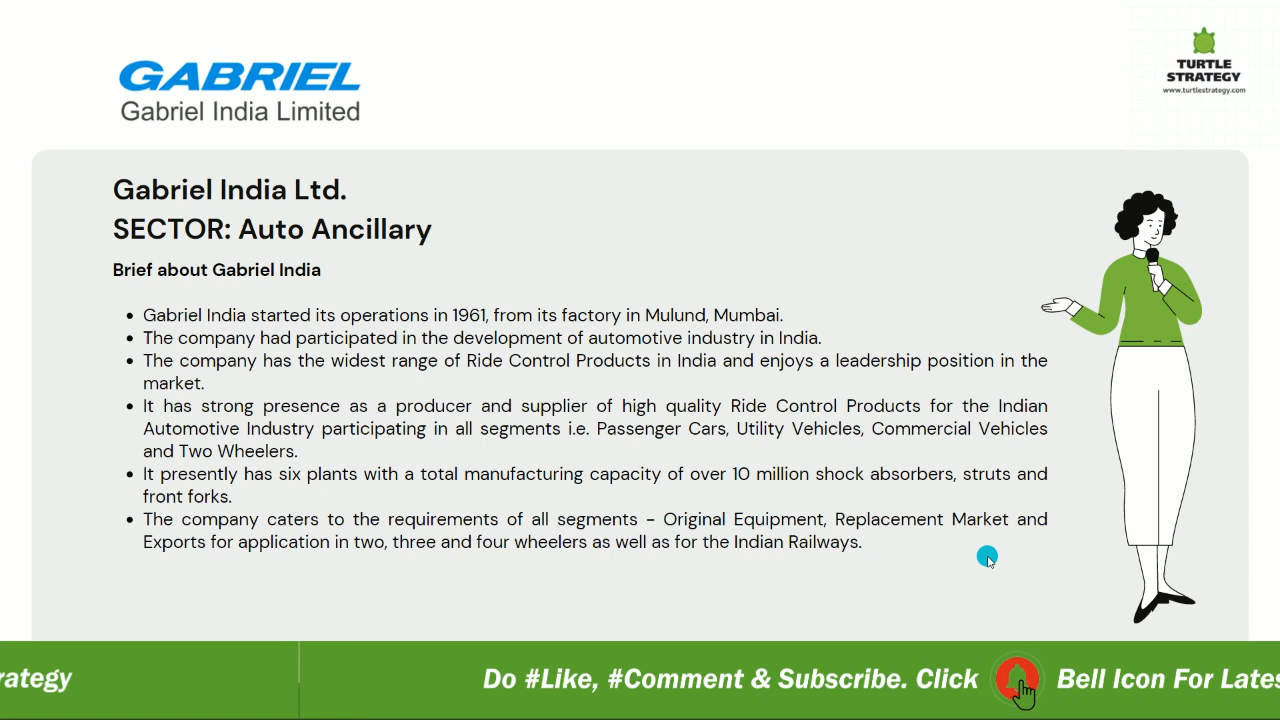 GABRIEL
Gabriel India Limited
TURTLE
STRATEGY
www.turtlestrategy.com
Gabriel India Ltd.
SECTOR: Auto Ancillary
Brief about Gabriel India
• Gabriel India started its operations in 1961, from its factory in Mulund, Mumbai.
• The company had participated in the development of automotive industry in India.
• The company has the widest range of Ride Control Products in India and enjoys a leadership position in the
market.
• It has strong presence as a producer and supplier of high quality Ride Control Products for the Indian
Automotive Industry participating in all segments i.e. Passenger Cars, Utility Vehicles, Commercial Vehicles
and Two Wheelers.
• It presently has six plants with a total manufacturing capacity of over 10 million shock absorbers, struts and
front forks.
• The company caters to the requirements of all segments - Original Equipment, Replacement Market and
Exports for application in two, three and four wheelers as well as for the Indian Railways.
rategy Do #Like, #Comment & Subscribe. Click Bell Icon For Lates